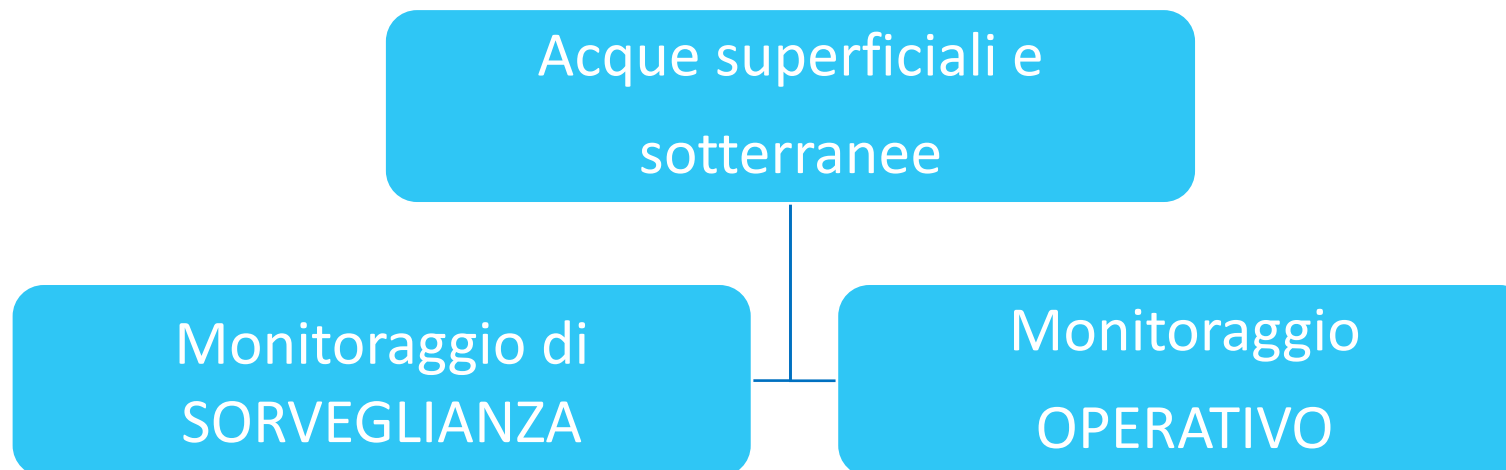 Acque superficiali e
sotterranee
Monitoraggio di
SORVEGLIANZA
Monitoraggio
OPERATIVO